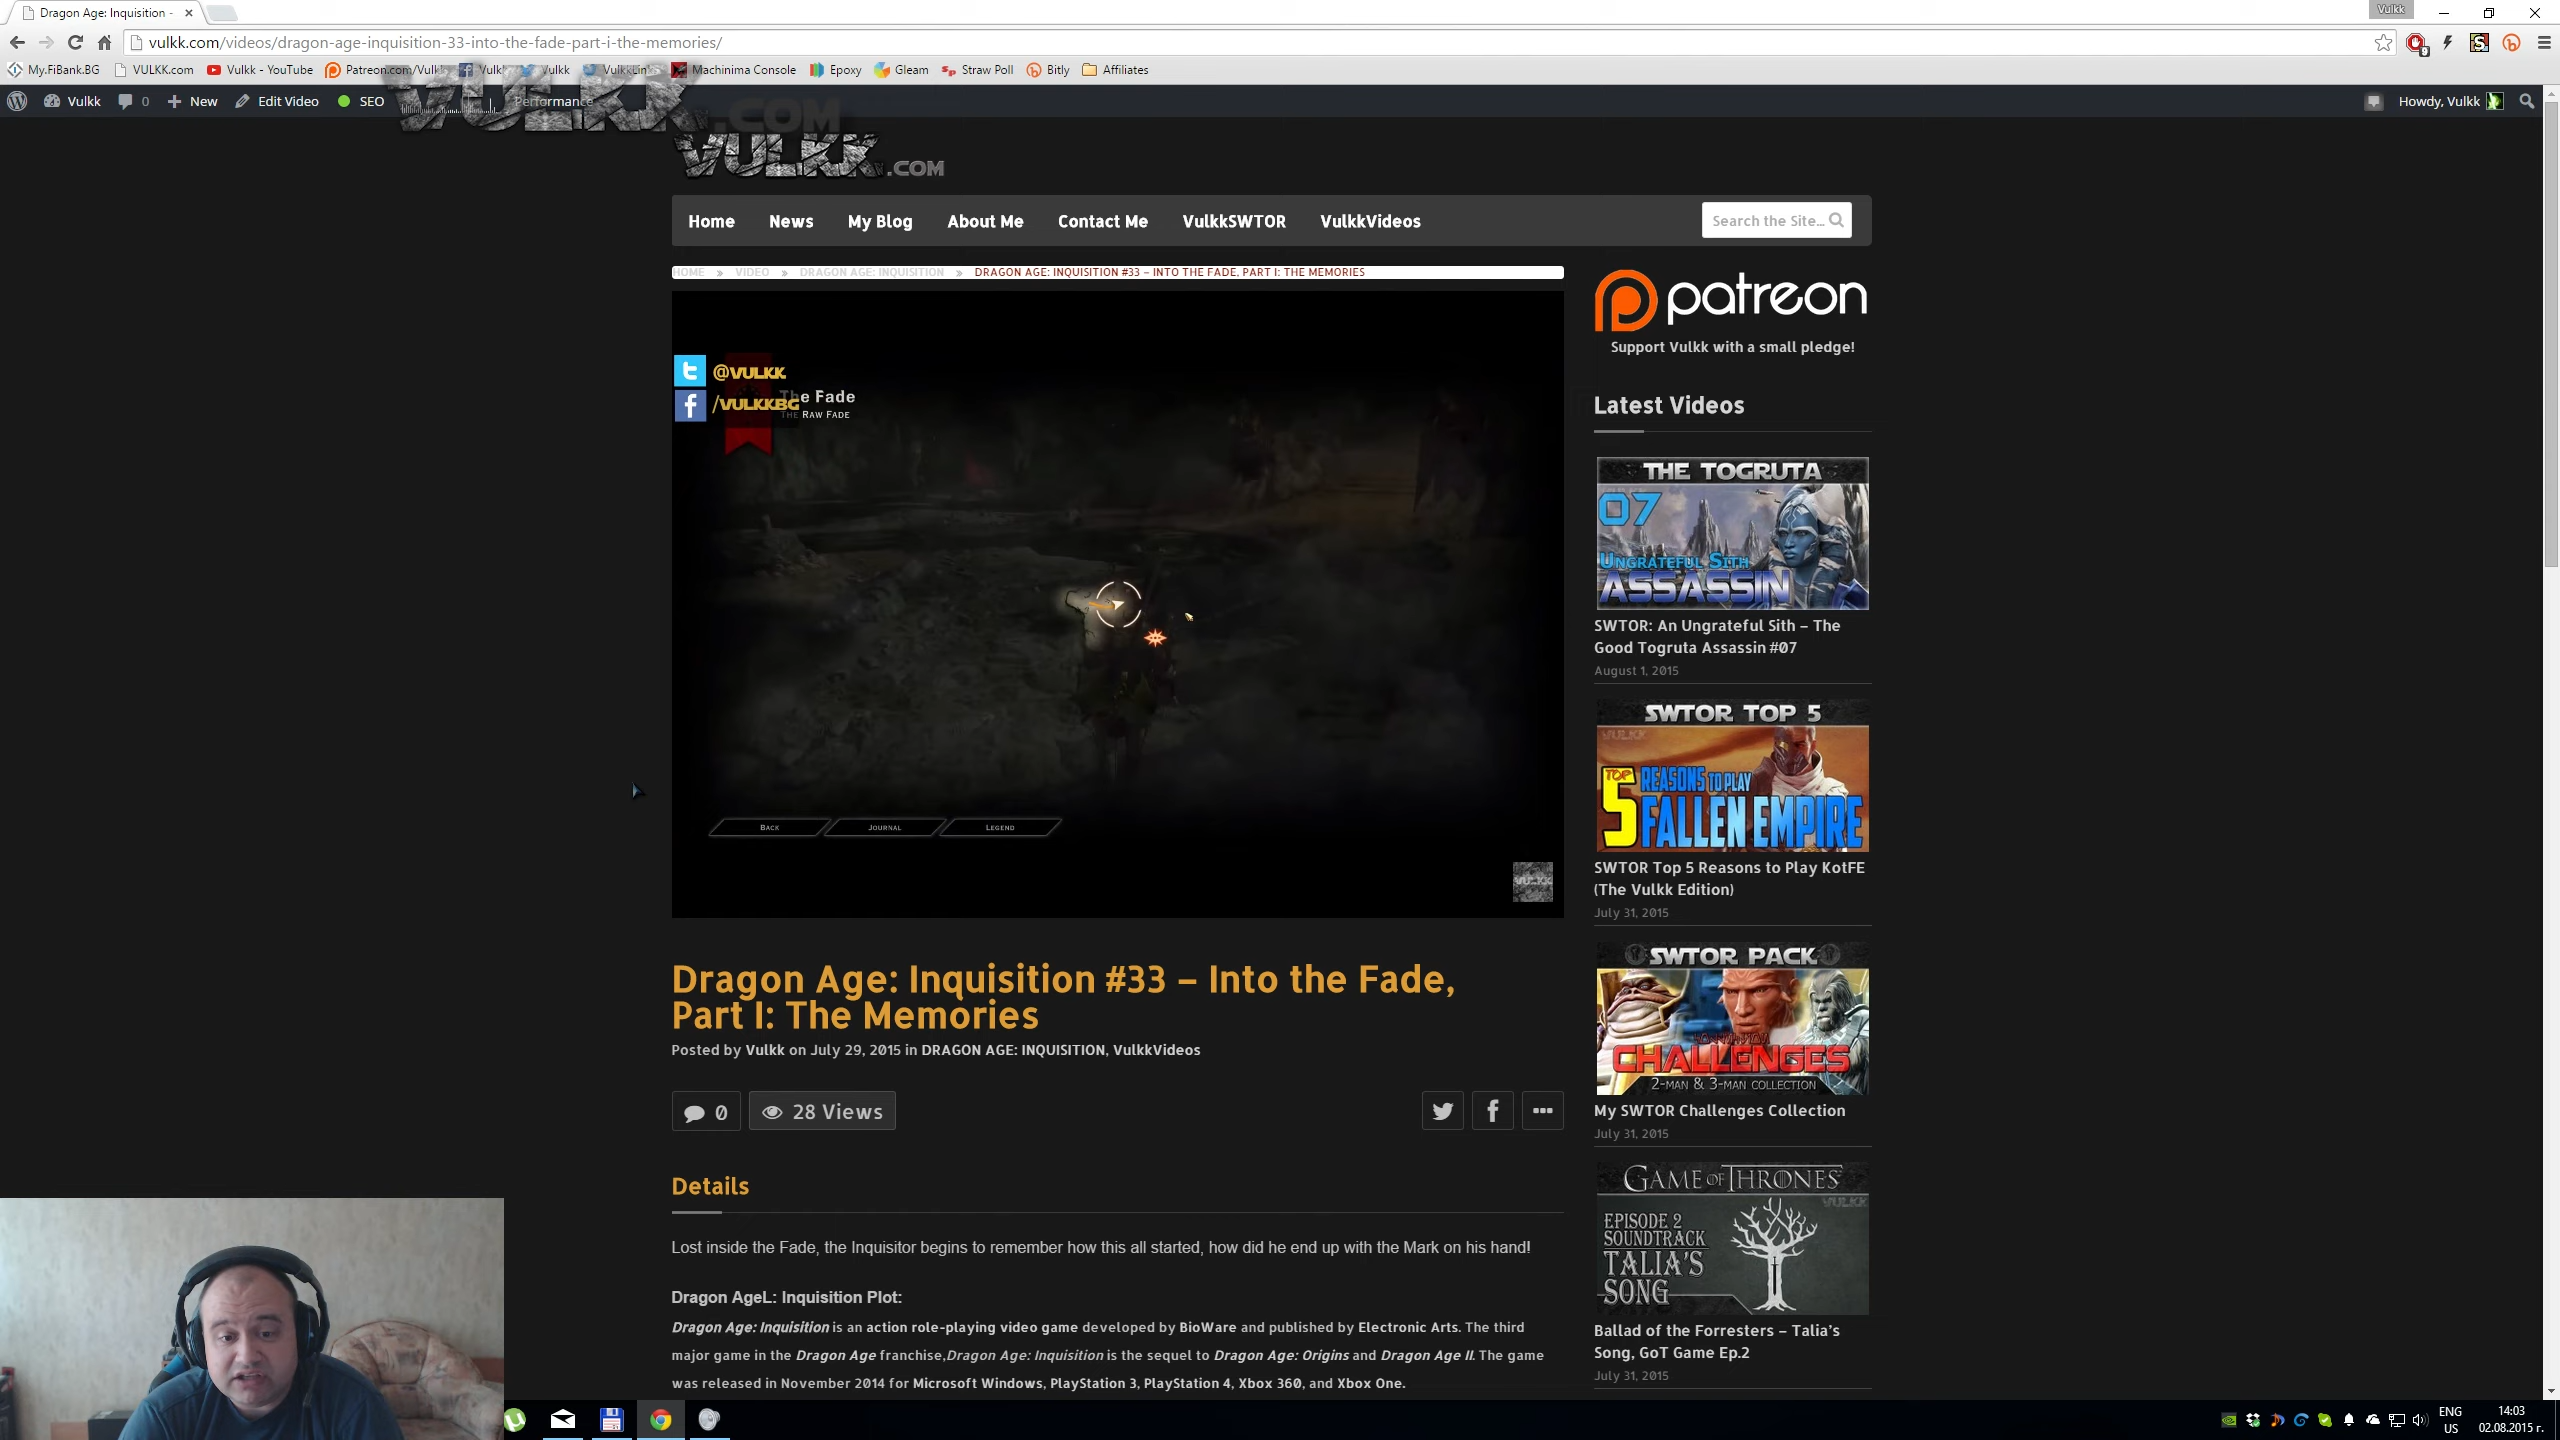 Dragon Age: Inquisition -
Vulkk
vulkk.com/videos/dragon-age-inquisition-33-into-the-fade-part-i-the-memories/
My.FiBank.BG VULKK.com Vulkk - YouTube Patreon.com/Vulkk Vulkk Machinima Console Epoxy Gleam Straw Poll Bitly Affiliates
Vulkk 0 New Edit Video SEO Performance Howdy, Vulkk
VULKK.COM
VULKK.COM
Home News My Blog About Me Contact Me VulkkSWTOR VulkkVideos Search the Site...
HOME » VIDEO » DRAGON AGE: INQUISITION » DRAGON AGE: INQUISITION #33 – INTO THE FADE, PART I: THE MEMORIES
@VULKK
/VULKKBG
The Fade
The Raw Fade
Back Journal Legend
VULKK
Dragon Age: Inquisition #33 – Into the Fade,
Part I: The Memories
Posted by Vulkk on July 29, 2015 in DRAGON AGE: INQUISITION, VulkkVideos
0 28 Views
Details
Lost inside the Fade, the Inquisitor begins to remember how this all started, how did he end up with the Mark on his hand!
Dragon AgeL: Inquisition Plot:
Dragon Age: Inquisition is an action role-playing video game developed by BioWare and published by Electronic Arts. The third
major game in the Dragon Age franchise,Dragon Age: Inquisition is the sequel to Dragon Age: Origins and Dragon Age II. The game
was released in November 2014 for Microsoft Windows, PlayStation 3, PlayStation 4, Xbox 360, and Xbox One.
patreon
Support Vulkk with a small pledge!
Latest Videos
THE TOGRUTA
07
UNGRATEFUL SITH
ASSASSIN
SWTOR: An Ungrateful Sith – The
Good Togruta Assassin #07
August 1, 2015
SWTOR TOP 5
VULKK
TOP 5 REASONS TO PLAY
FALLEN EMPIRE
SWTOR Top 5 Reasons to Play KotFE
(The Vulkk Edition)
July 31, 2015
SWTOR PACK
CHALLENGES
2-MAN & 3-MAN COLLECTION
My SWTOR Challenges Collection
July 31, 2015
GAME OF THRONES
VULKK
EPISODE 2
SOUNDTRACK
TALIA'S
SONG
Ballad of the Forresters – Talia's
Song, GoT Game Ep.2
July 31, 2015
ENG
US
14:03
02.08.2015 г.